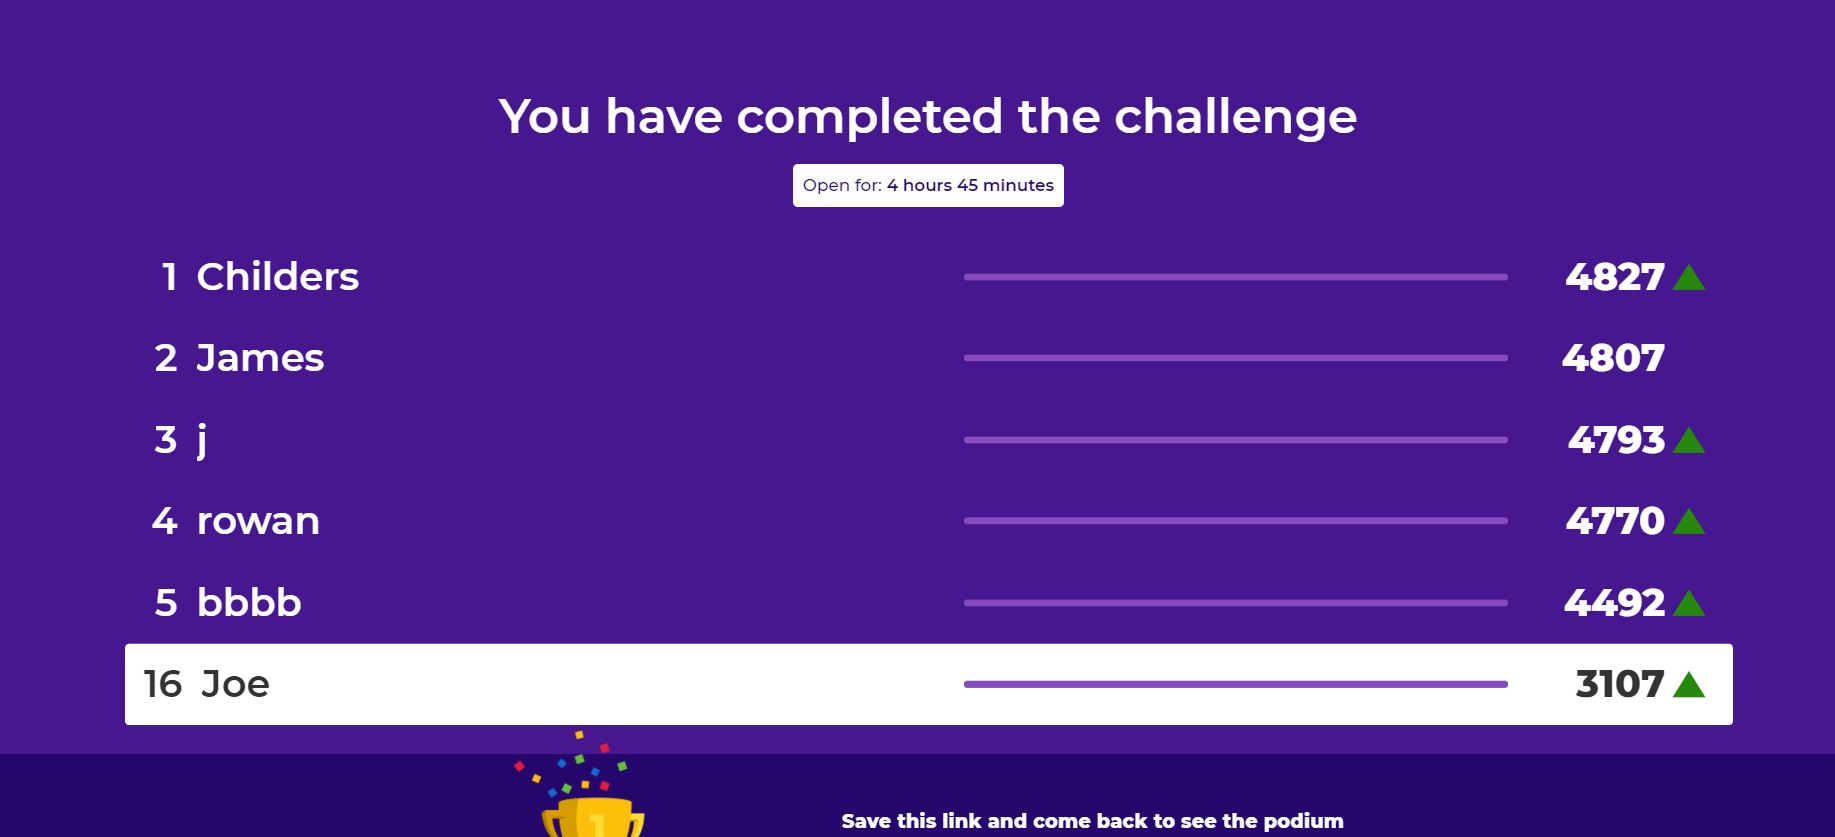 You have completed the challenge
Open for: 4 hours 45 minutes
1 Childers 4827
2 James 4807
3 j 4793
4 rowan 4770
5 bbbb 4492
16 Joe 3107
1
Save this link and come back to see the podium